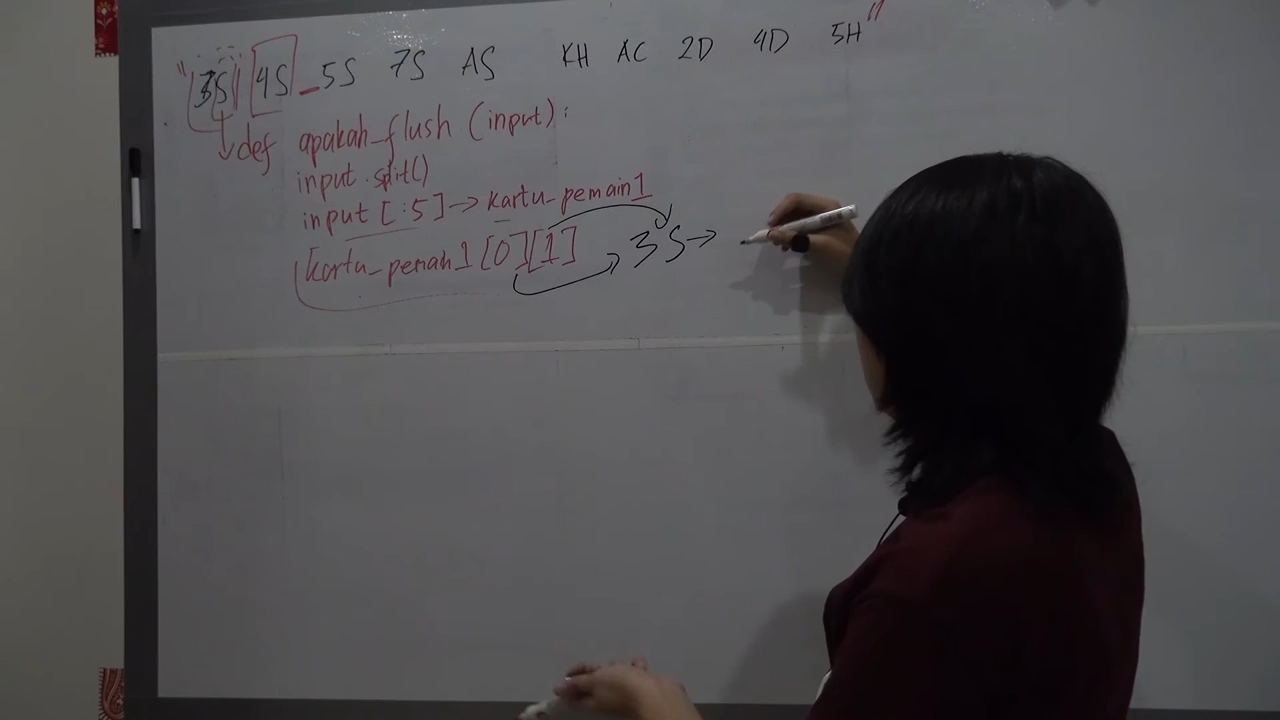 "3S 4S _5S 7S AS KH AC 2D 4D 5H"
def apakah_flush (input):
input.split()
input [:5] → kartu_pemain1
kartu_pemain1 [0][1] → 3S →